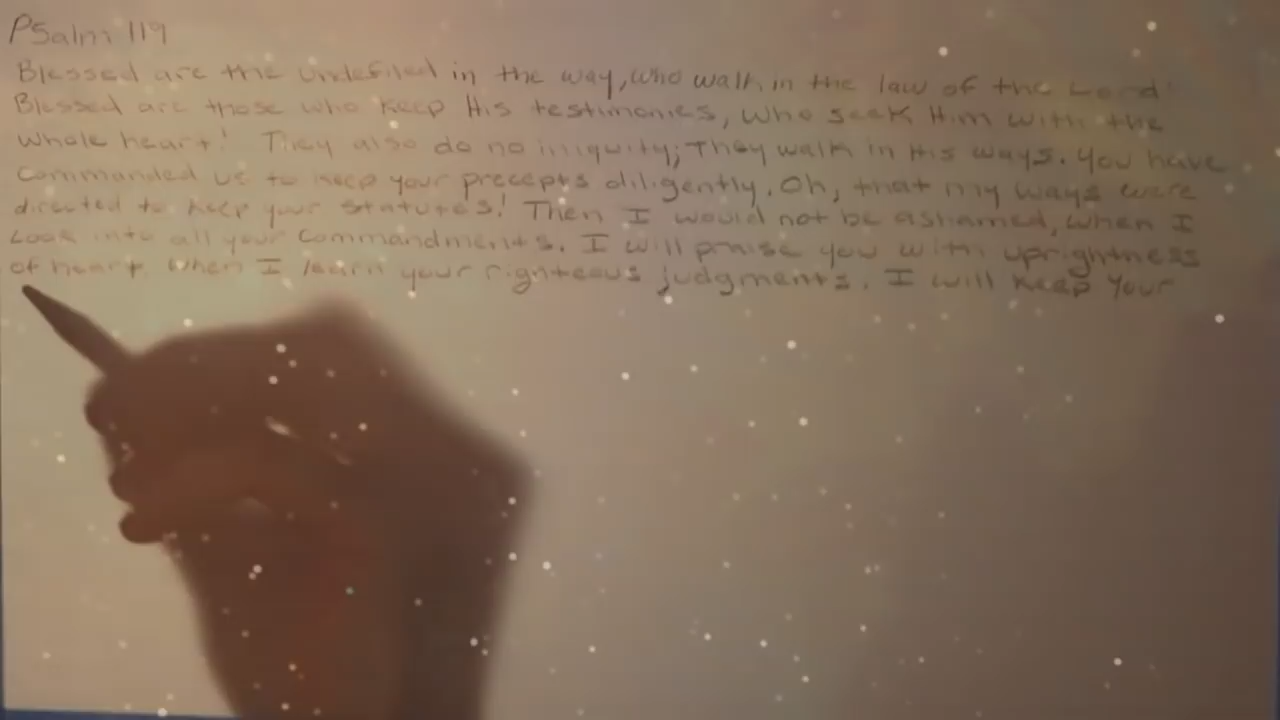 Psalm 119
Blessed are the undefiled in the way, who walk in the law of the Lord!
Blessed are those who keep His testimonies, who seek Him with the
whole heart! They also do no iniquity; They walk in His ways. You have
commanded us to keep your precepts diligently. Oh, that my ways were
directed to keep your statutes! Then I would not be ashamed, when I
Look into all your commandments. I will praise you with uprightness
of heart when I learn your righteous judgments. I will keep Your